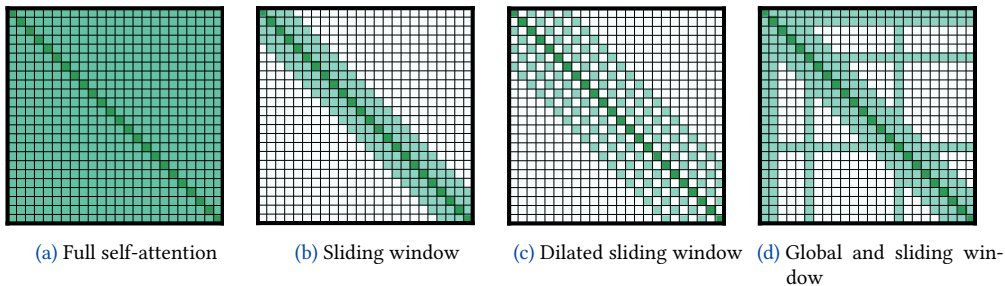 (a) Full self-attention
(b) Sliding window
(c) Dilated sliding window
(d) Global and sliding win-
dow